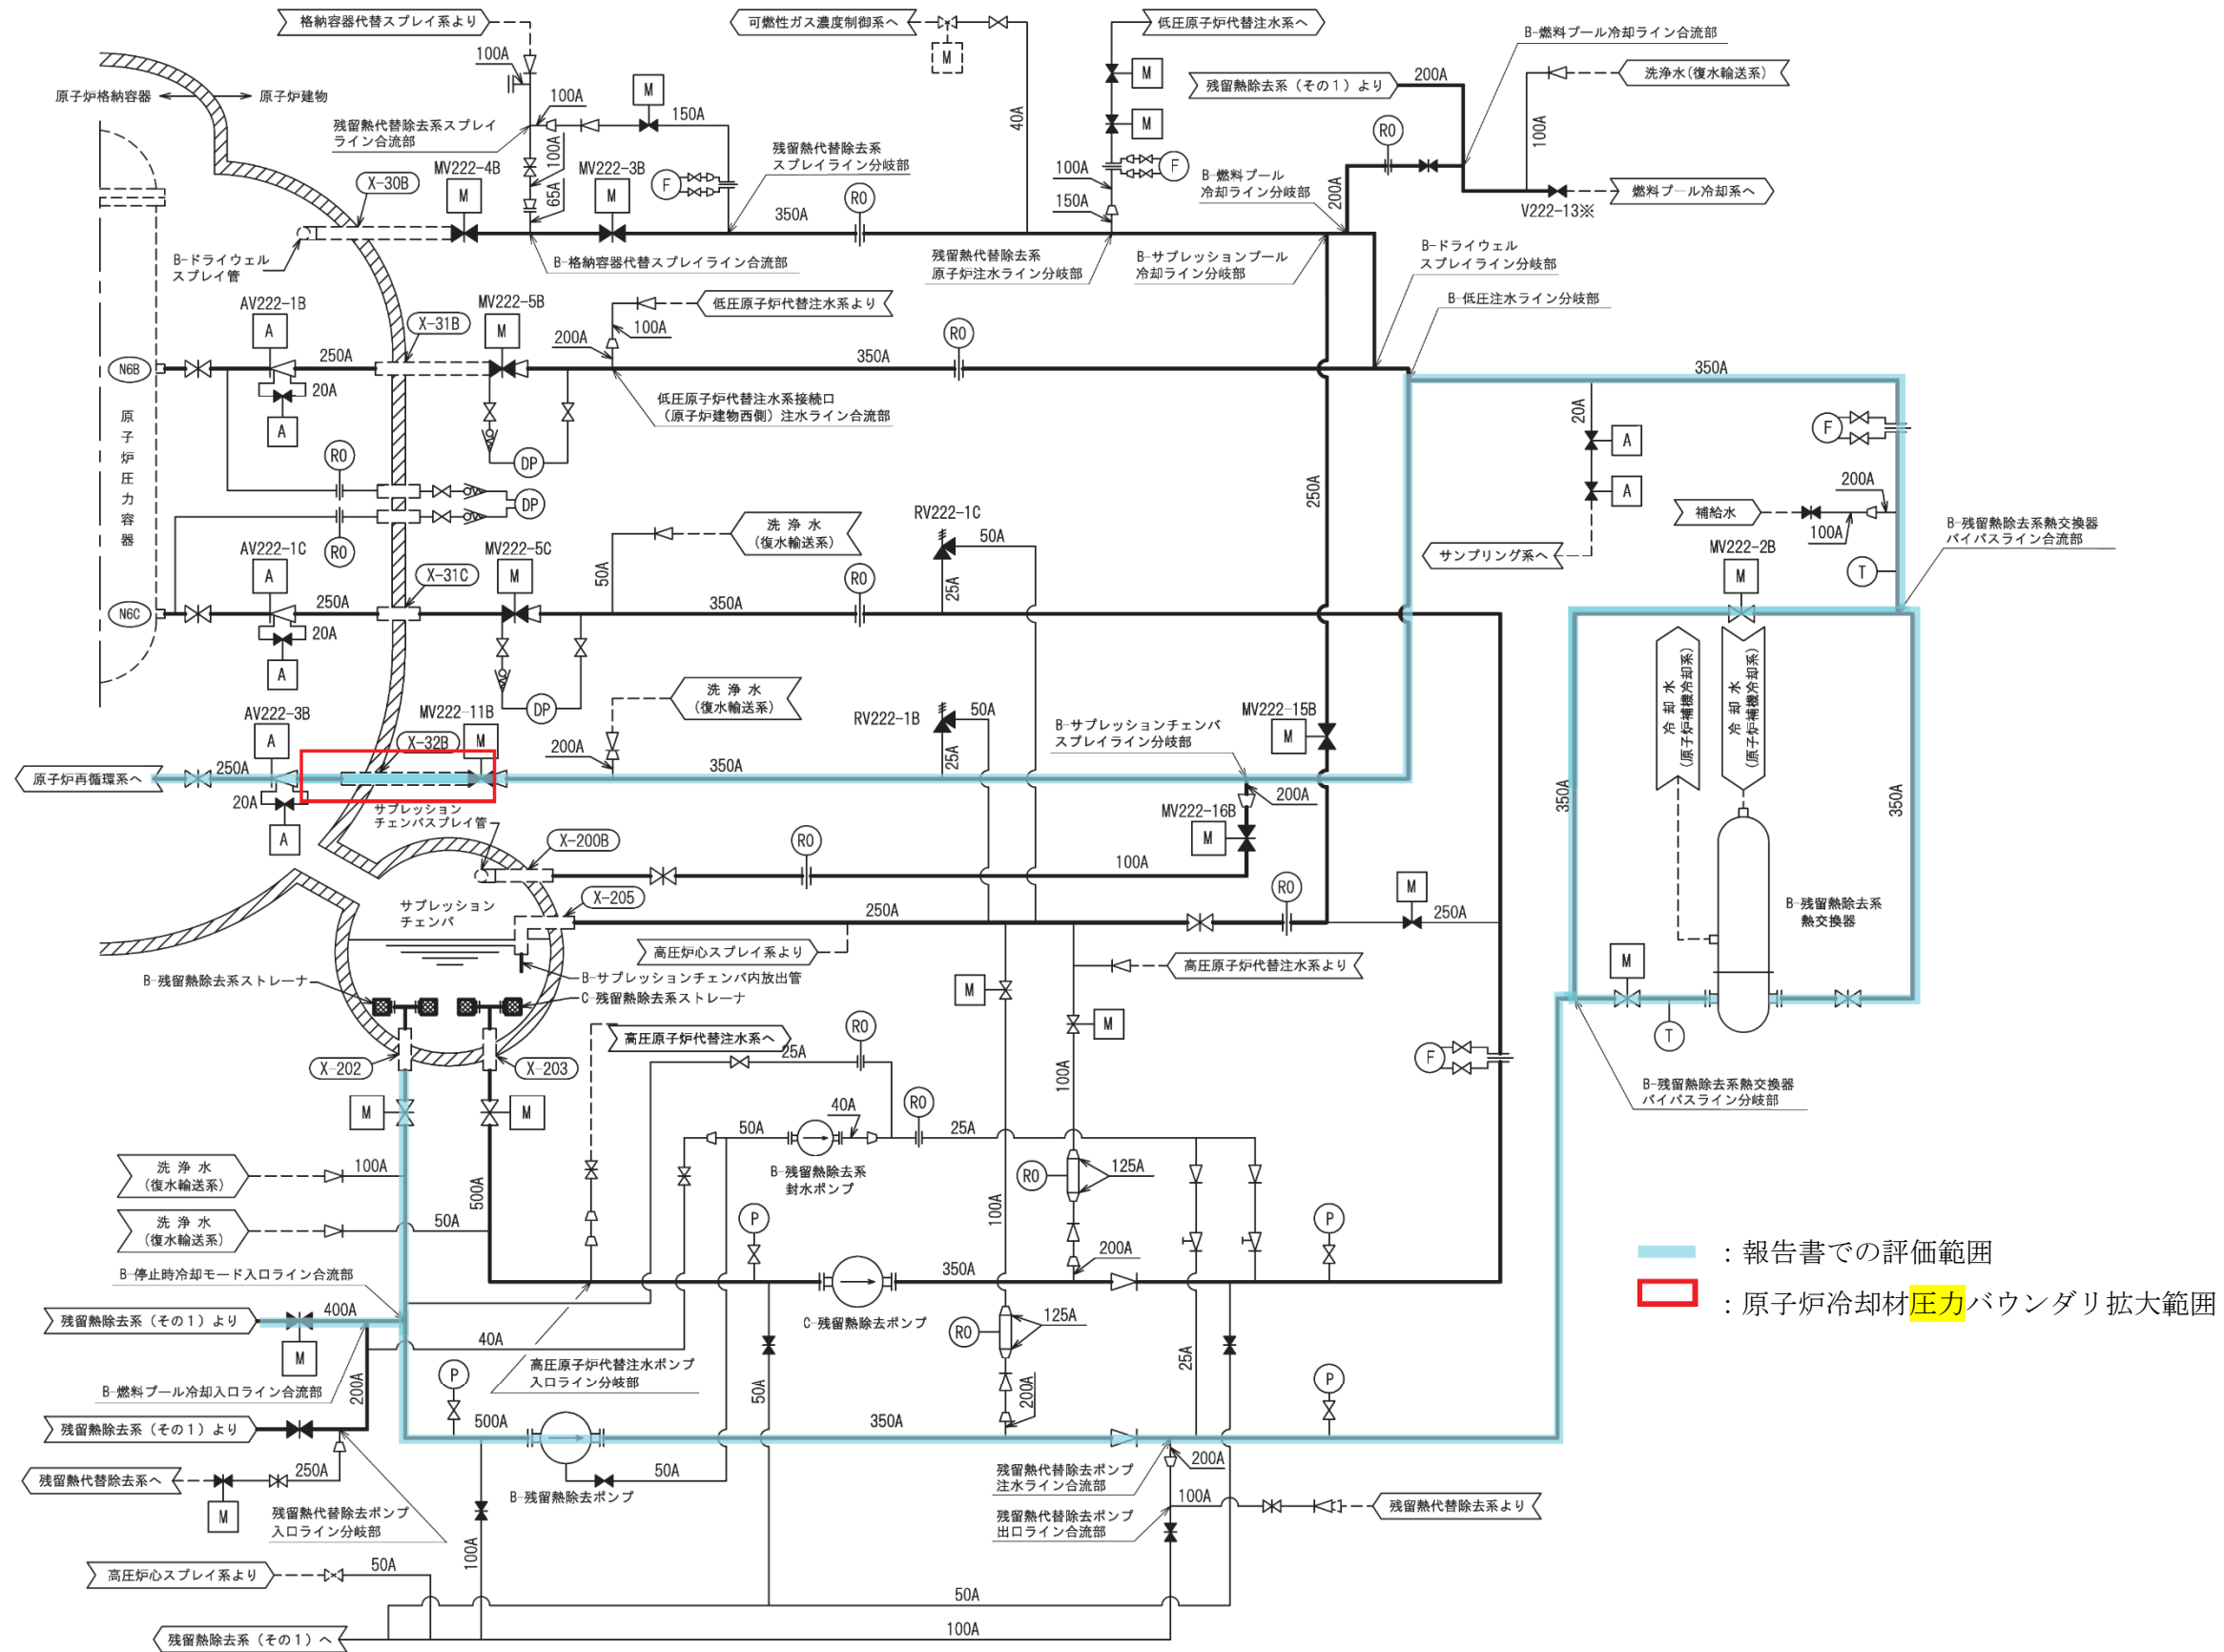 格納容器代替スプレイ系より
可燃性ガス濃度制御系へ
低圧原子炉代替注水系へ
B-燃料プール冷却ライン合流部
100A
M
M
M
残留熱除去系（その1）より
200A
洗浄水(復水輸送系)
原子炉格納容器
原子炉建物
100A
150A
40A
M
RO
100A
残留熱代替除去系スプレイ
ライン合流部
100A
残留熱代替除去系
スプレイライン分岐部
MV222-4B
MV222-3B
100A
F
B-燃料プール
冷却ライン分岐部
200A
燃料プール冷却系へ
X-30B
M
65A
M
F
RO
150A
V222-13※
350A
B-ドライウェル
スプレイ管
B-格納容器代替スプレイライン合流部
残留熱代替除去系
原子炉注水ライン分岐部
B-サプレッションプール
冷却ライン分岐部
B-ドライウェル
スプレイライン分岐部
AV222-1B
MV222-5B
低圧原子炉代替注水系より
B-低圧注水ライン分岐部
A
X-31B
M
100A
RO
200A
N6B
250A
350A
350A
20A
低圧原子炉代替注水系接続口
（原子炉建物西側）注水ライン合流部
A
20A
F
A
原子炉圧力容器
RO
DP
250A
200A
A
DP
RV222-1C
補給水
洗浄水
(復水輸送系)
50A
100A
B-残留熱除去系熱交換器
バイパスライン合流部
AV222-1C
RO
MV222-5C
サンプリング系へ
MV222-2B
A
X-31C
M
50A
RO
25A
M
T
N6C
250A
350A
20A
冷却水
(原子炉補機冷却系)
冷却水
(原子炉補機冷却系)
A
洗浄水
(復水輸送系)
DP
AV222-3B
MV222-11B
RV222-1B
50A
B-サプレッションチェンバ
スプレイライン分岐部
MV222-15B
A
X-32B
M
200A
25A
M
原子炉再循環系へ
250A
350A
20A
200A
350A
350A
サプレッション
チェンバスプレイ管
MV222-16B
A
X-200B
RO
M
100A
X-205
RO
M
サプレッション
チェンバ
250A
250A
B-残留熱除去系
熱交換器
高圧炉心スプレイ系より
高圧原子炉代替注水系より
M
B-残留熱除去系ストレーナ
B-サプレッションチェンバ内放出管
M
C-残留熱除去系ストレーナ
高圧原子炉代替注水系へ
RO
M
T
25A
F
X-202
X-203
100A
B-残留熱除去系熱交換器
バイパスライン分岐部
M
M
40A
RO
50A
25A
洗浄水
(復水輸送系)
100A
B-残留熱除去系
封水ポンプ
RO
125A
500A
100A
洗浄水
(復水輸送系)
50A
P
P
200A
：報告書での評価範囲
B-停止時冷却モード入口ライン合流部
350A
：原子炉冷却材圧力バウンダリ拡大範囲
残留熱除去系（その1）より
400A
C-残留熱除去ポンプ
RO
125A
M
40A
高圧原子炉代替注水ポンプ
入口ライン分岐部
25A
P
P
B-燃料プール冷却入口ライン合流部
200A
50A
200A
残留熱除去系（その1）より
500A
350A
残留熱代替除去系へ
250A
50A
残留熱代替除去ポンプ
注水ライン合流部
200A
B-残留熱除去ポンプ
M
残留熱代替除去ポンプ
入口ライン分岐部
100A
残留熱代替除去系より
残留熱代替除去ポンプ
出口ライン合流部
100A
高圧炉心スプレイ系より
50A
50A
残留熱除去系（その1）へ
100A